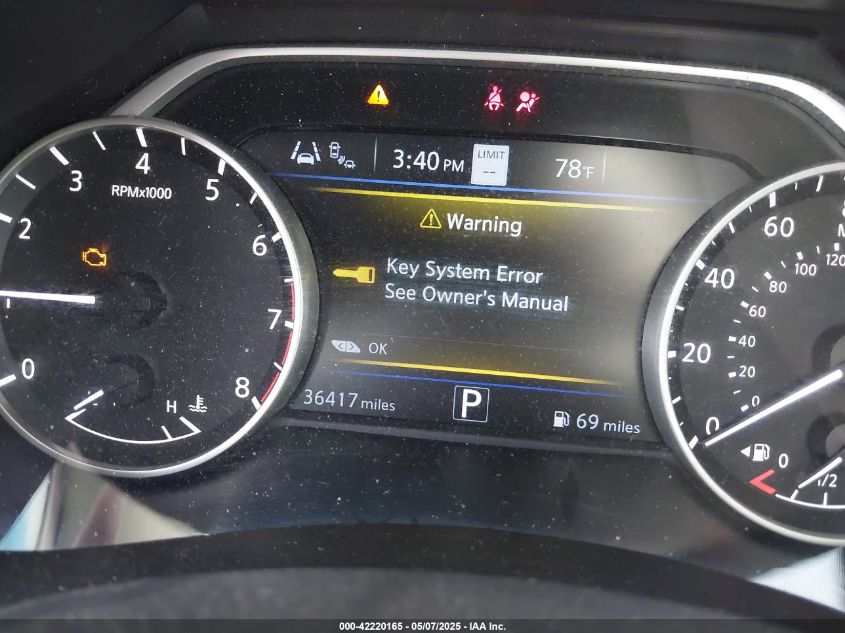 3:40 PM
LIMIT
--
78°F
Warning
Key System Error
See Owner's Manual
OK
36417 miles
P
69 miles
RPMx1000
0
2
3
4
5
6
7
8
H
0
20
40
60
8
M
0
20
40
60
80
100
120
0
1/2
000-42220165 - 05/07/2025 - IAA Inc.